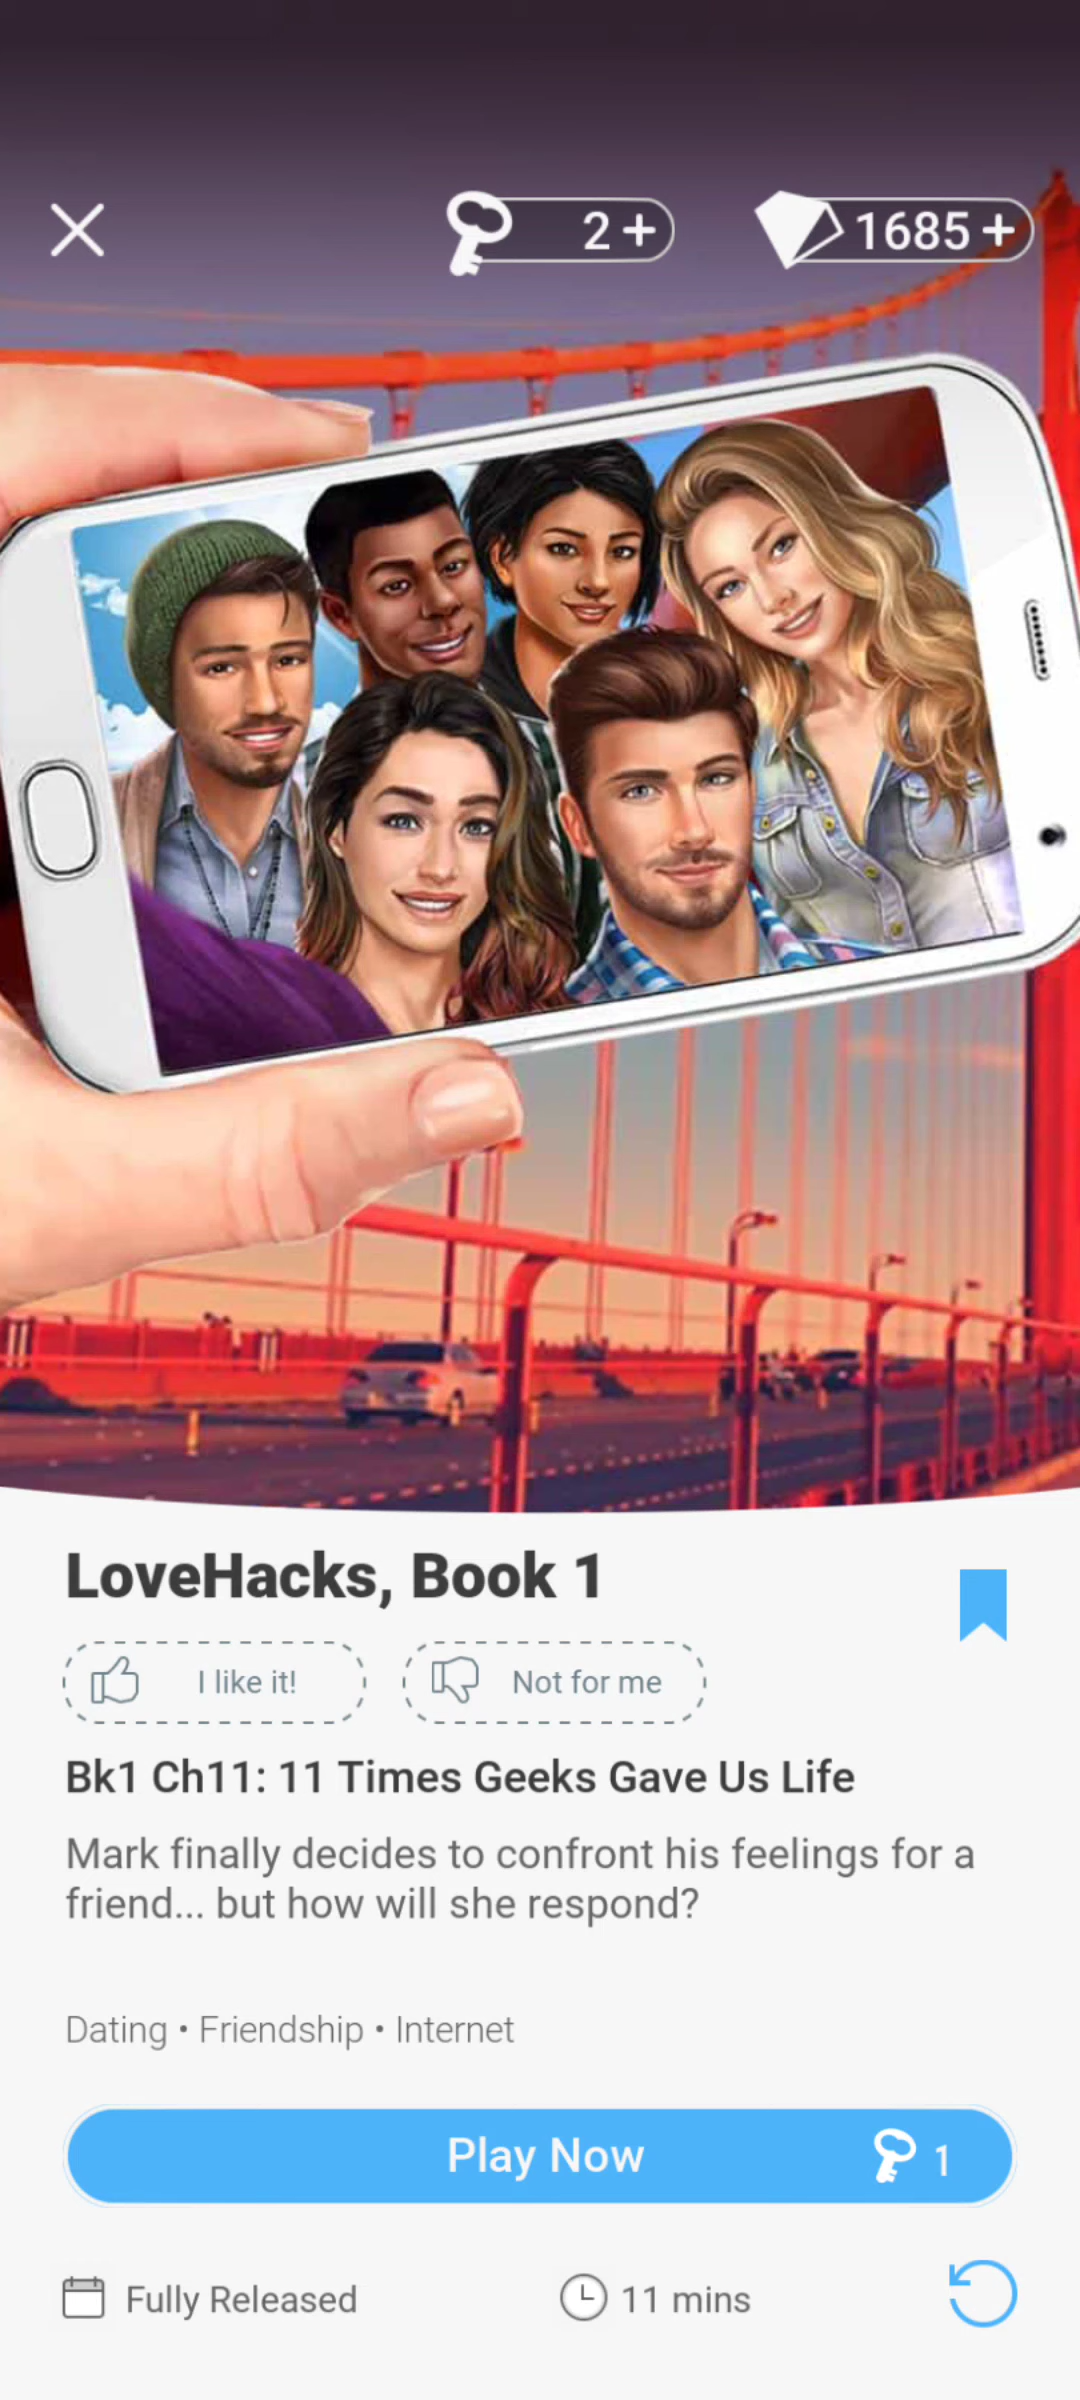 2 +
1685 +
LoveHacks, Book 1
I like it!
Not for me
Bk1 Ch11: 11 Times Geeks Gave Us Life
Mark finally decides to confront his feelings for a
friend... but how will she respond?
Dating • Friendship • Internet
Play Now
1
Fully Released
11 mins